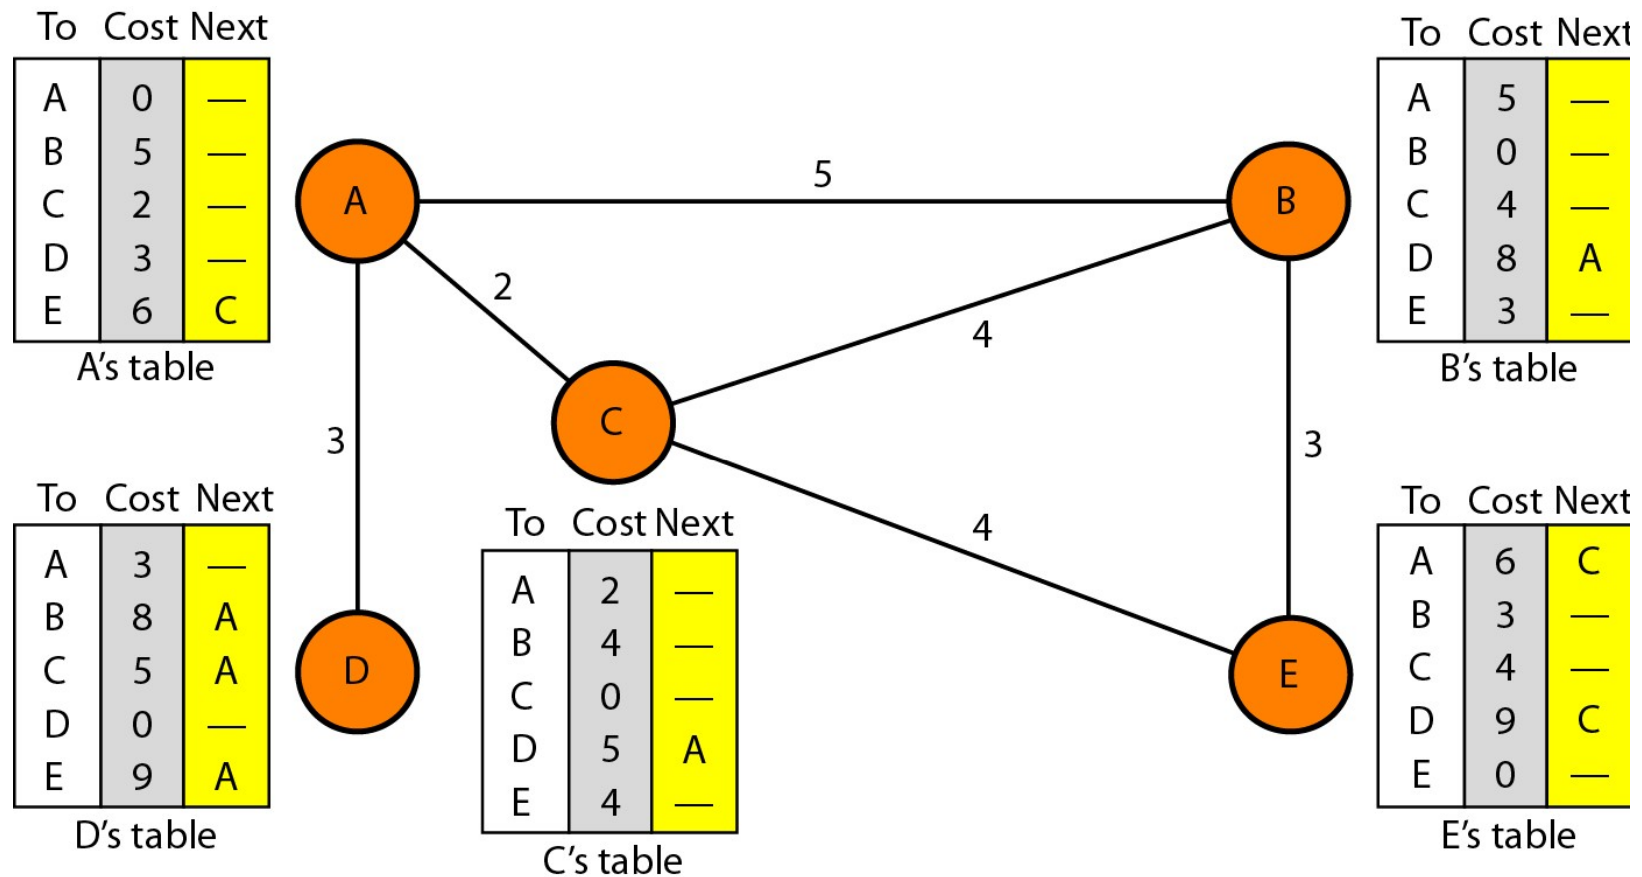 To Cost Next
A 0 —
B 5 —
C 2 —
D 3 —
E 6 C
A's table
To Cost Next
A 5 —
B 0 —
C 4 —
D 8 A
E 3 —
B's table
A
5
B
2
4
C
3
3
4
D
E
To Cost Next
A 3 —
B 8 A
C 5 A
D 0 —
E 9 A
D's table
To Cost Next
A 2 —
B 4 —
C 0 —
D 5 A
E 4 —
C's table
To Cost Next
A 6 C
B 3 —
C 4 —
D 9 C
E 0 —
E's table